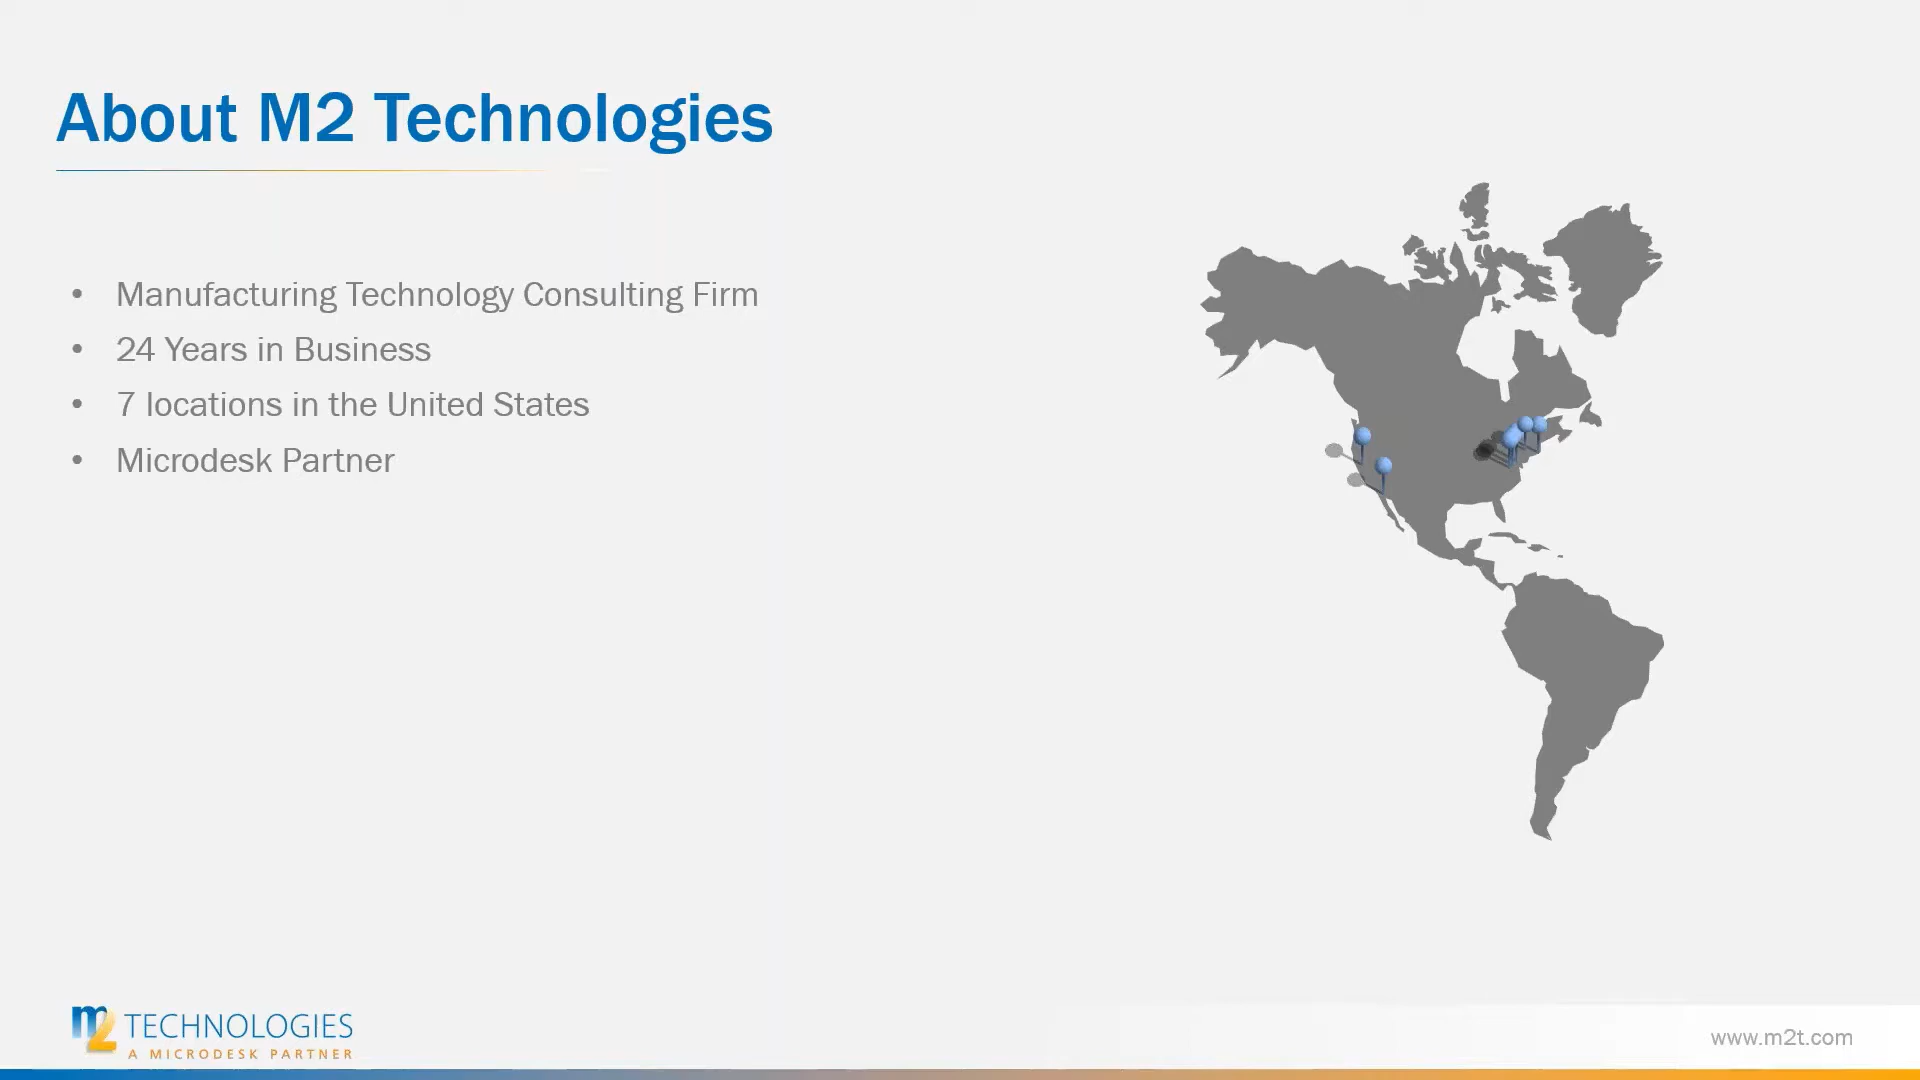 About M2 Technologies
• Manufacturing Technology Consulting Firm
• 24 Years in Business
• 7 locations in the United States
• Microdesk Partner
m2 TECHNOLOGIES
A MICRODESK PARTNER
www.m2t.com